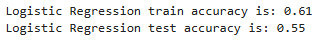 Logistic Regression train accuracy is: 0.61
Logistic Regression test accuracy is: 0.55